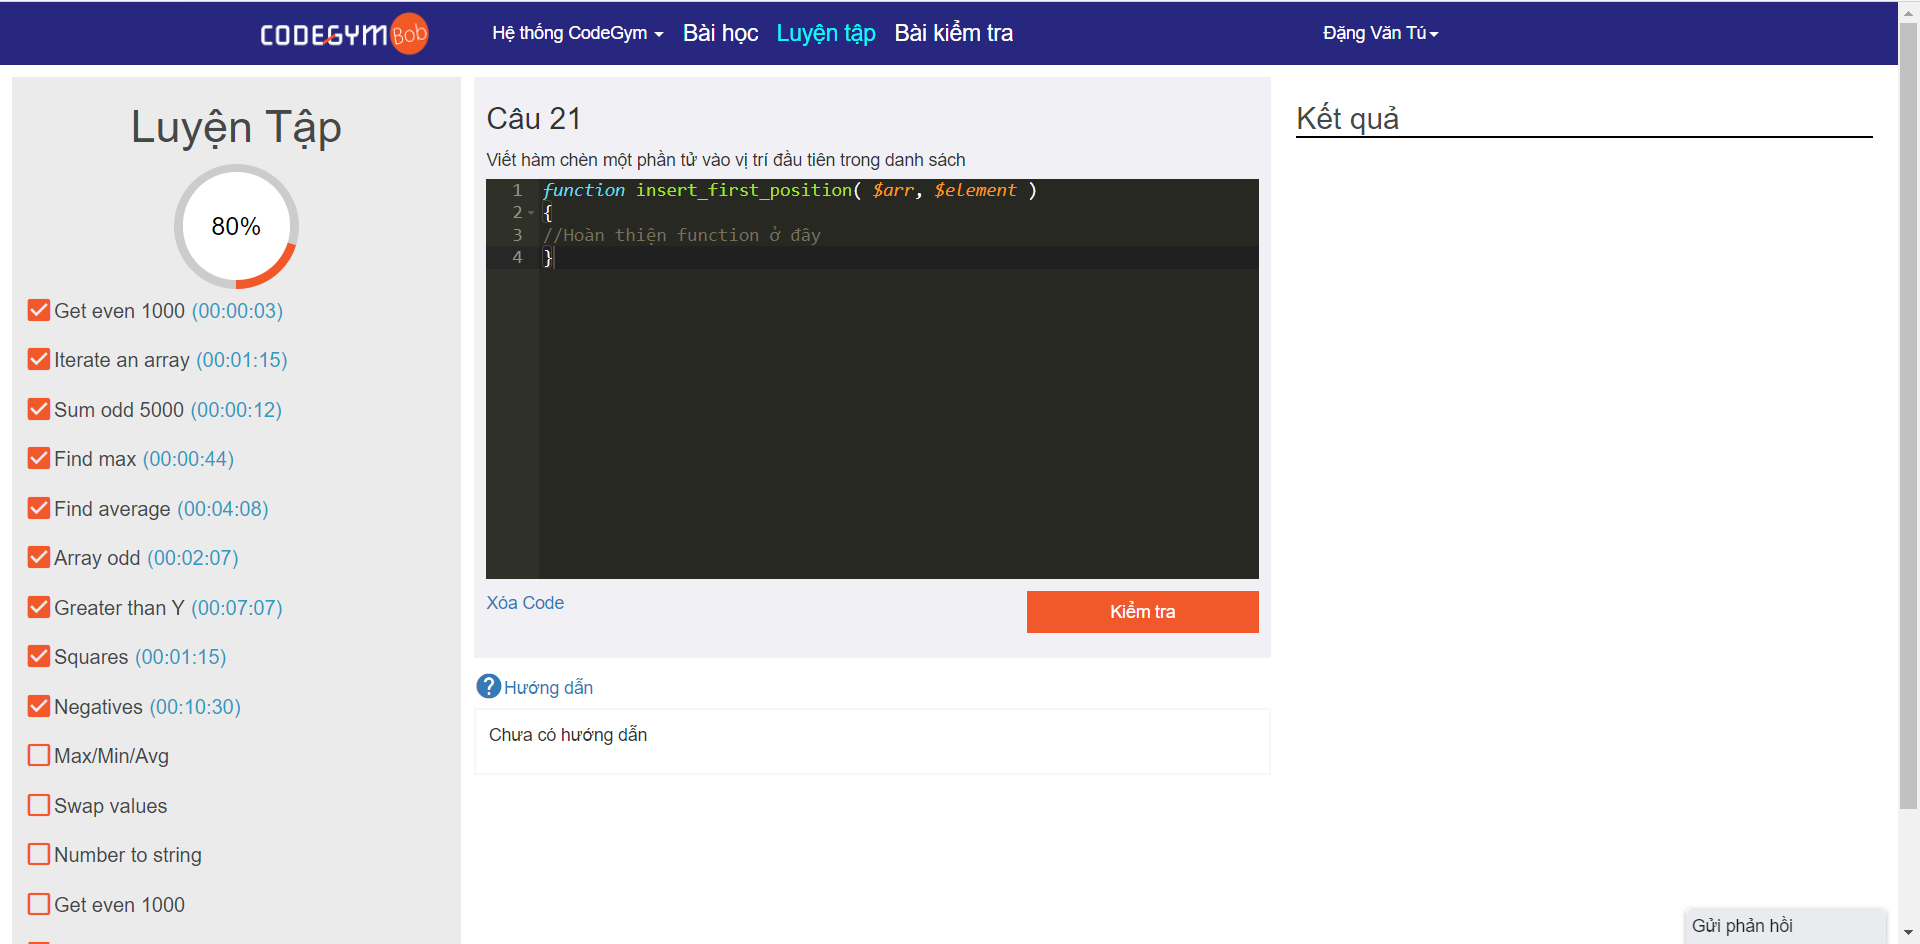 CODEGYM Bob
Hệ thống CodeGym
Bài học
Luyện tập
Bài kiểm tra
Đặng Văn Tú
Luyện Tập
80%
Get even 1000 (00:00:03)
Iterate an array (00:01:15)
Sum odd 5000 (00:00:12)
Find max (00:00:44)
Find average (00:04:08)
Array odd (00:02:07)
Greater than Y (00:07:07)
Squares (00:01:15)
Negatives (00:10:30)
Max/Min/Avg
Swap values
Number to string
Get even 1000
Câu 21
Viết hàm chèn một phần tử vào vị trí đầu tiên trong danh sách
1 function insert_first_position( $arr, $element )
2 {
3 //Hoàn thiện function ở đây
4 }
Xóa Code
Kiểm tra
? Hướng dẫn
Chưa có hướng dẫn
Kết quả
Gửi phản hồi